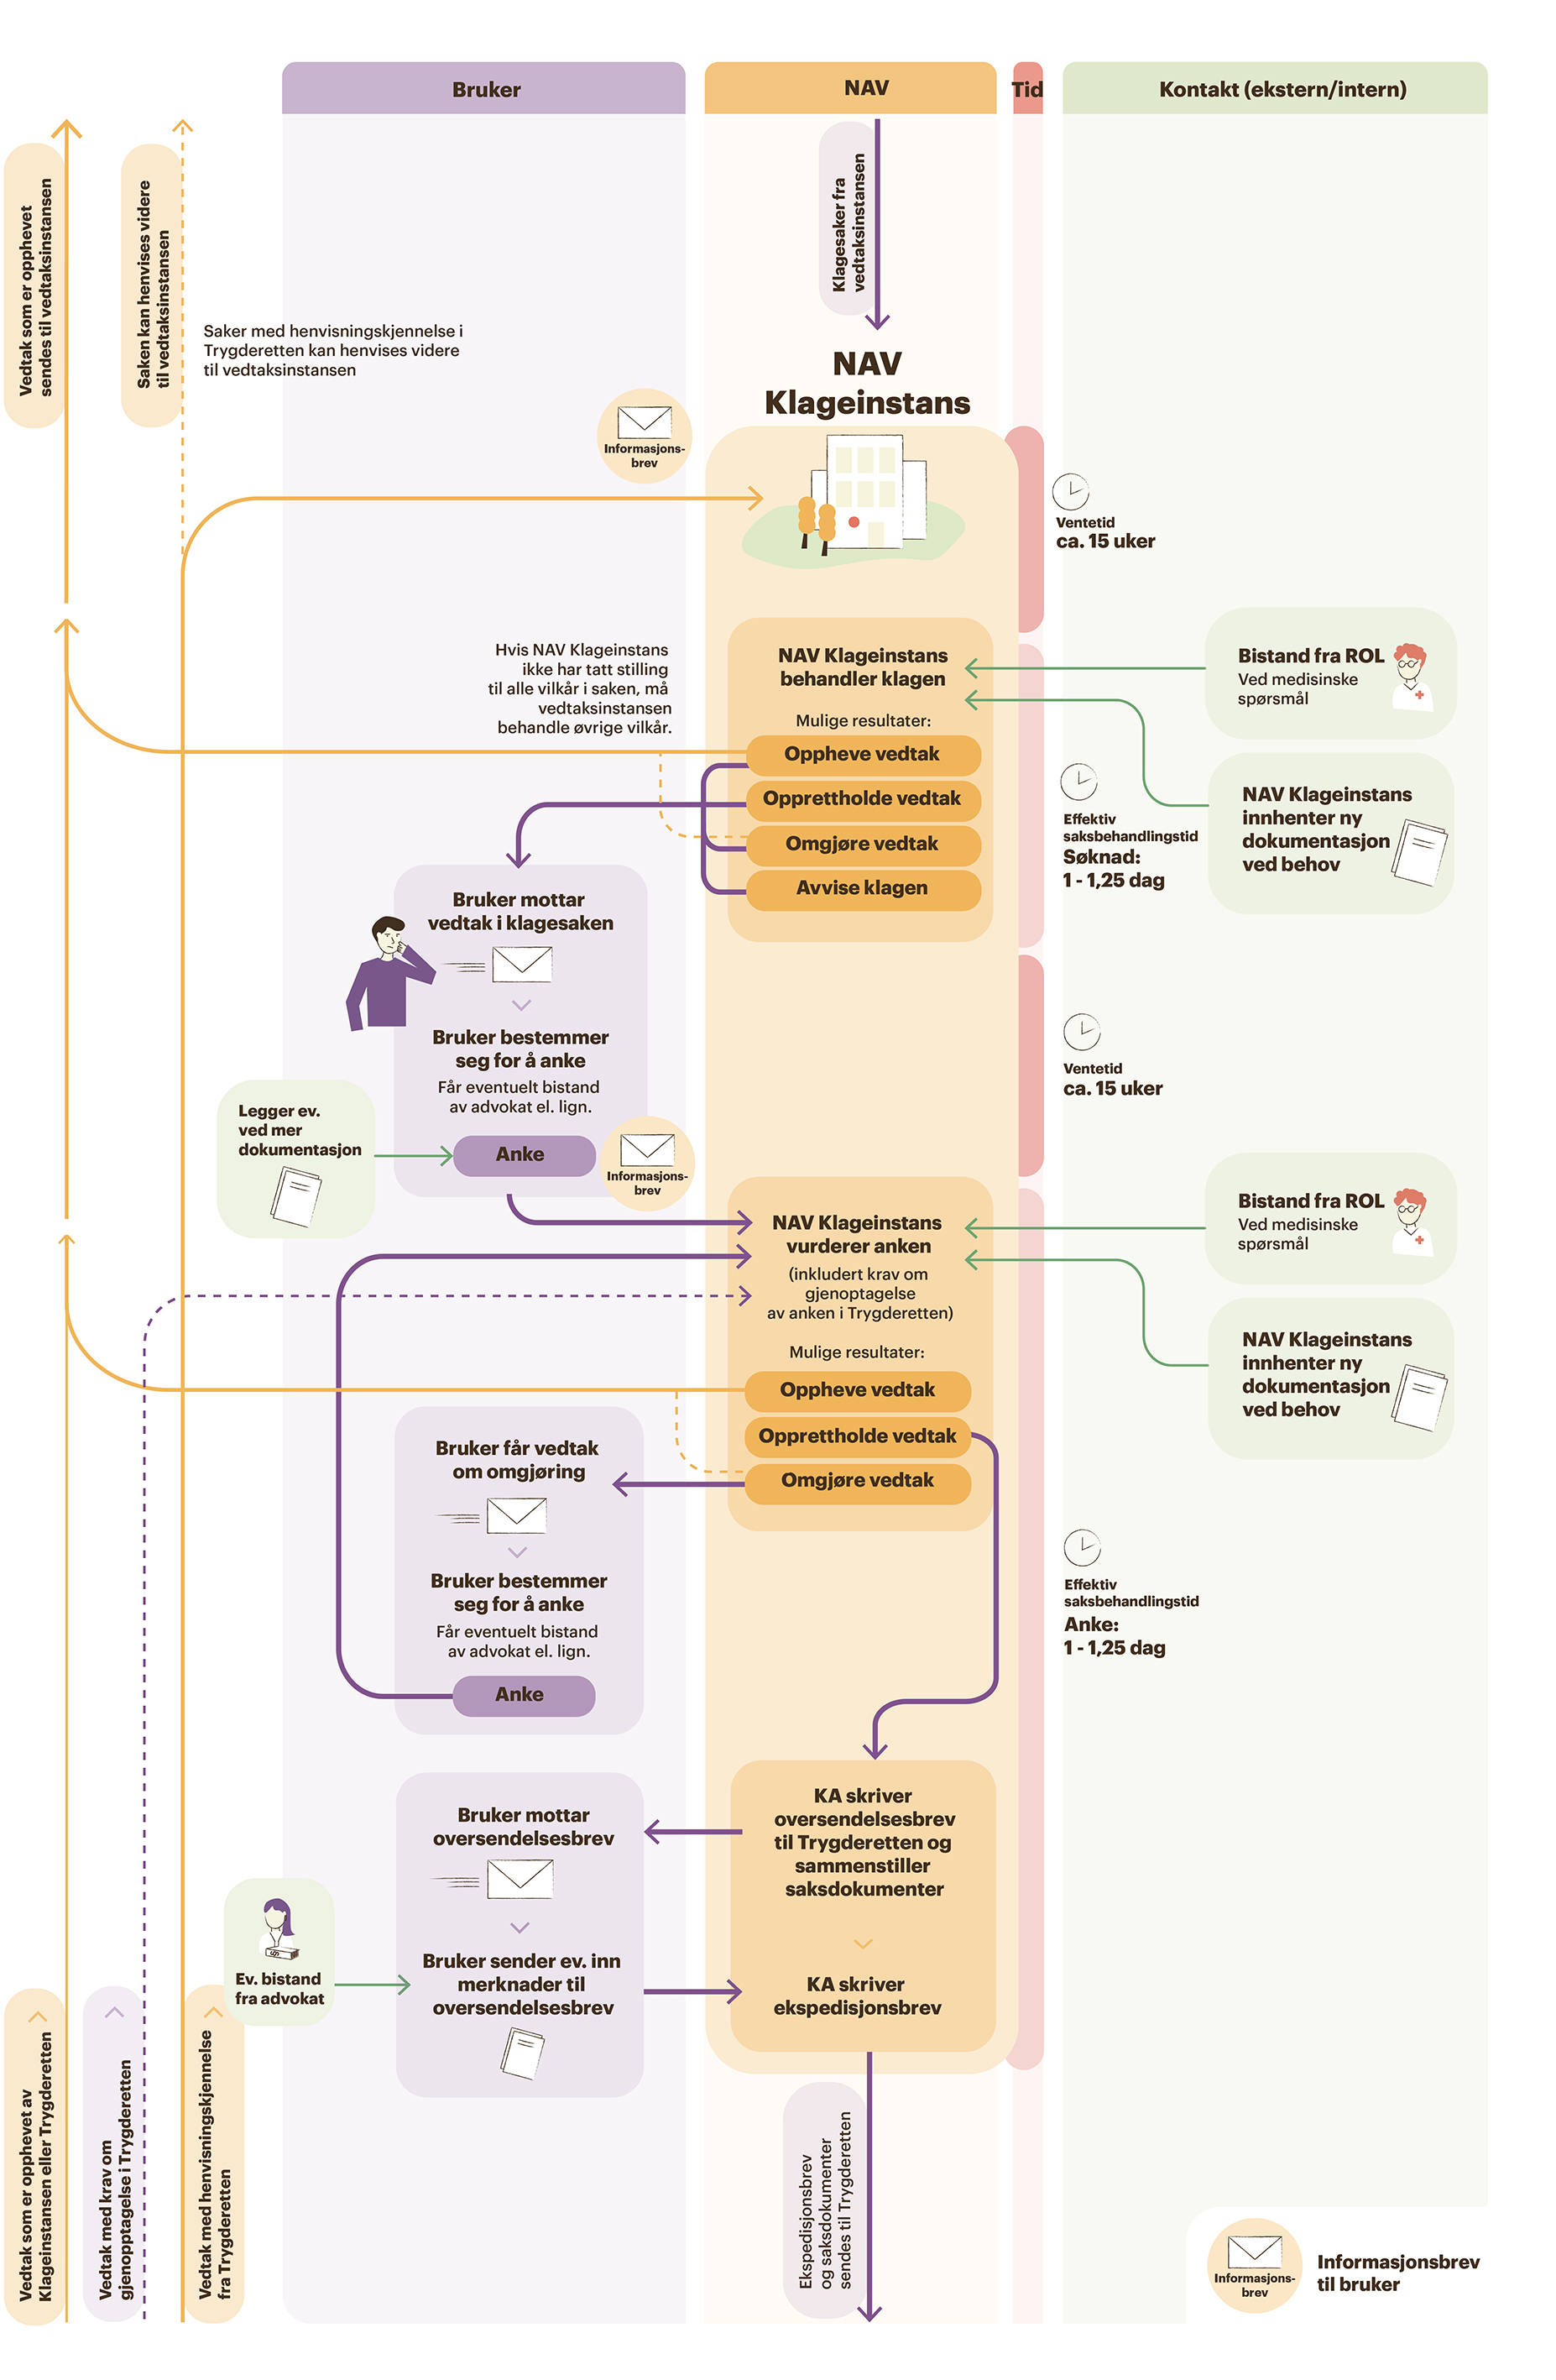 Bruker
NAV
Tid
Kontakt (ekstern/intern)
Vedtak som er opphevet
sendes til vedtaksinstansen
Saken kan henvises videre
til vedtaksinstansen
Saker med henvisningskjennelse i
Trygderetten kan henvises videre
til vedtaksinstansen
Klagesaker fra
vedtaksinstansen
NAV
Klageinstans
Informasjons-
brev
Ventetid
ca. 15 uker
Hvis NAV Klageinstans
ikke har tatt stilling
til alle vilkår i saken, må
vedtaksinstansen
behandle øvrige vilkår.
NAV Klageinstans
behandler klagen
Mulige resultater:
Oppheve vedtak
Opprettholde vedtak
Omgjøre vedtak
Avvise klagen
Bistand fra ROL
Ved medisinske
spørsmål
NAV Klageinstans
innhenter ny
dokumentasjon
ved behov
Effektiv
saksbehandlingstid
Søknad:
1 - 1,25 dag
Bruker mottar
vedtak i klagesaken
Bruker bestemmer
seg for å anke
Får eventuelt bistand
av advokat el. lign.
Anke
Legger ev.
ved mer
dokumentasjon
Informasjons-
brev
Ventetid
ca. 15 uker
NAV Klageinstans
vurderer anken
(inkludert krav om
gjenoptagelse
av anken i Trygderetten)
Mulige resultater:
Oppheve vedtak
Opprettholde vedtak
Omgjøre vedtak
Bistand fra ROL
Ved medisinske
spørsmål
NAV Klageinstans
innhenter ny
dokumentasjon
ved behov
Bruker får vedtak
om omgjøring
Bruker bestemmer
seg for å anke
Får eventuelt bistand
av advokat el. lign.
Anke
Effektiv
saksbehandlingstid
Anke:
1 - 1,25 dag
KA skriver
oversendelsesbrev
til Trygderetten og
sammenstiller
saksdokumenter
KA skriver
ekspedisjonsbrev
Bruker mottar
oversendelsesbrev
Bruker sender ev. inn
merknader til
oversendelsesbrev
§
Ev. bistand
fra advokat
Vedtak som er opphevet av
Klageinstansen eller Trygderetten
Vedtak med krav om
gjenopptagelse i Trygderetten
Vedtak med henvisningskjennelse
fra Trygderetten
Ekspedisjonsbrev
og saksdokumenter
sendes til Trygderetten
Informasjons-
brev
Informasjonsbrev
til bruker